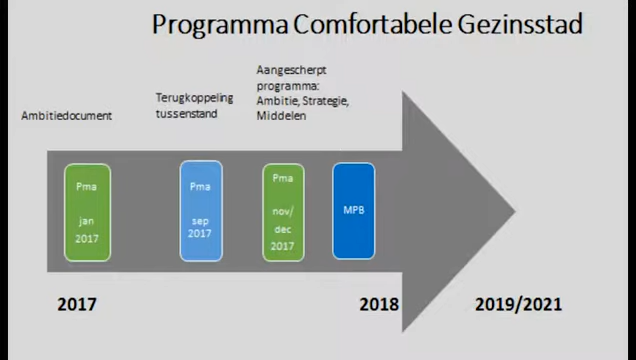 Programma Comfortabele Gezinsstad
Ambitiedocument
Terugkoppeling
tussenstand
Aangescherpt
programma:
Ambitie, Strategie,
Middelen
Pma
jan
2017
Pma
sep
2017
Pma
nov/
dec
2017
MPB
2017
2018
2019/2021